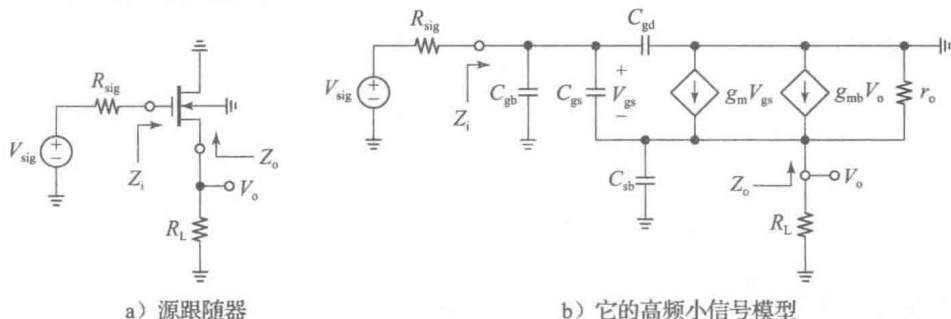 R_sig
V_sig
Z_i
Z_o
V_o
R_L
a）源跟随器
R_sig
V_sig
Z_i
C_gb
C_gs
+
V_gs
−
C_gd
g_m V_gs
g_mb V_o
r_o
C_sb
Z_o
V_o
R_L
b）它的高频小信号模型